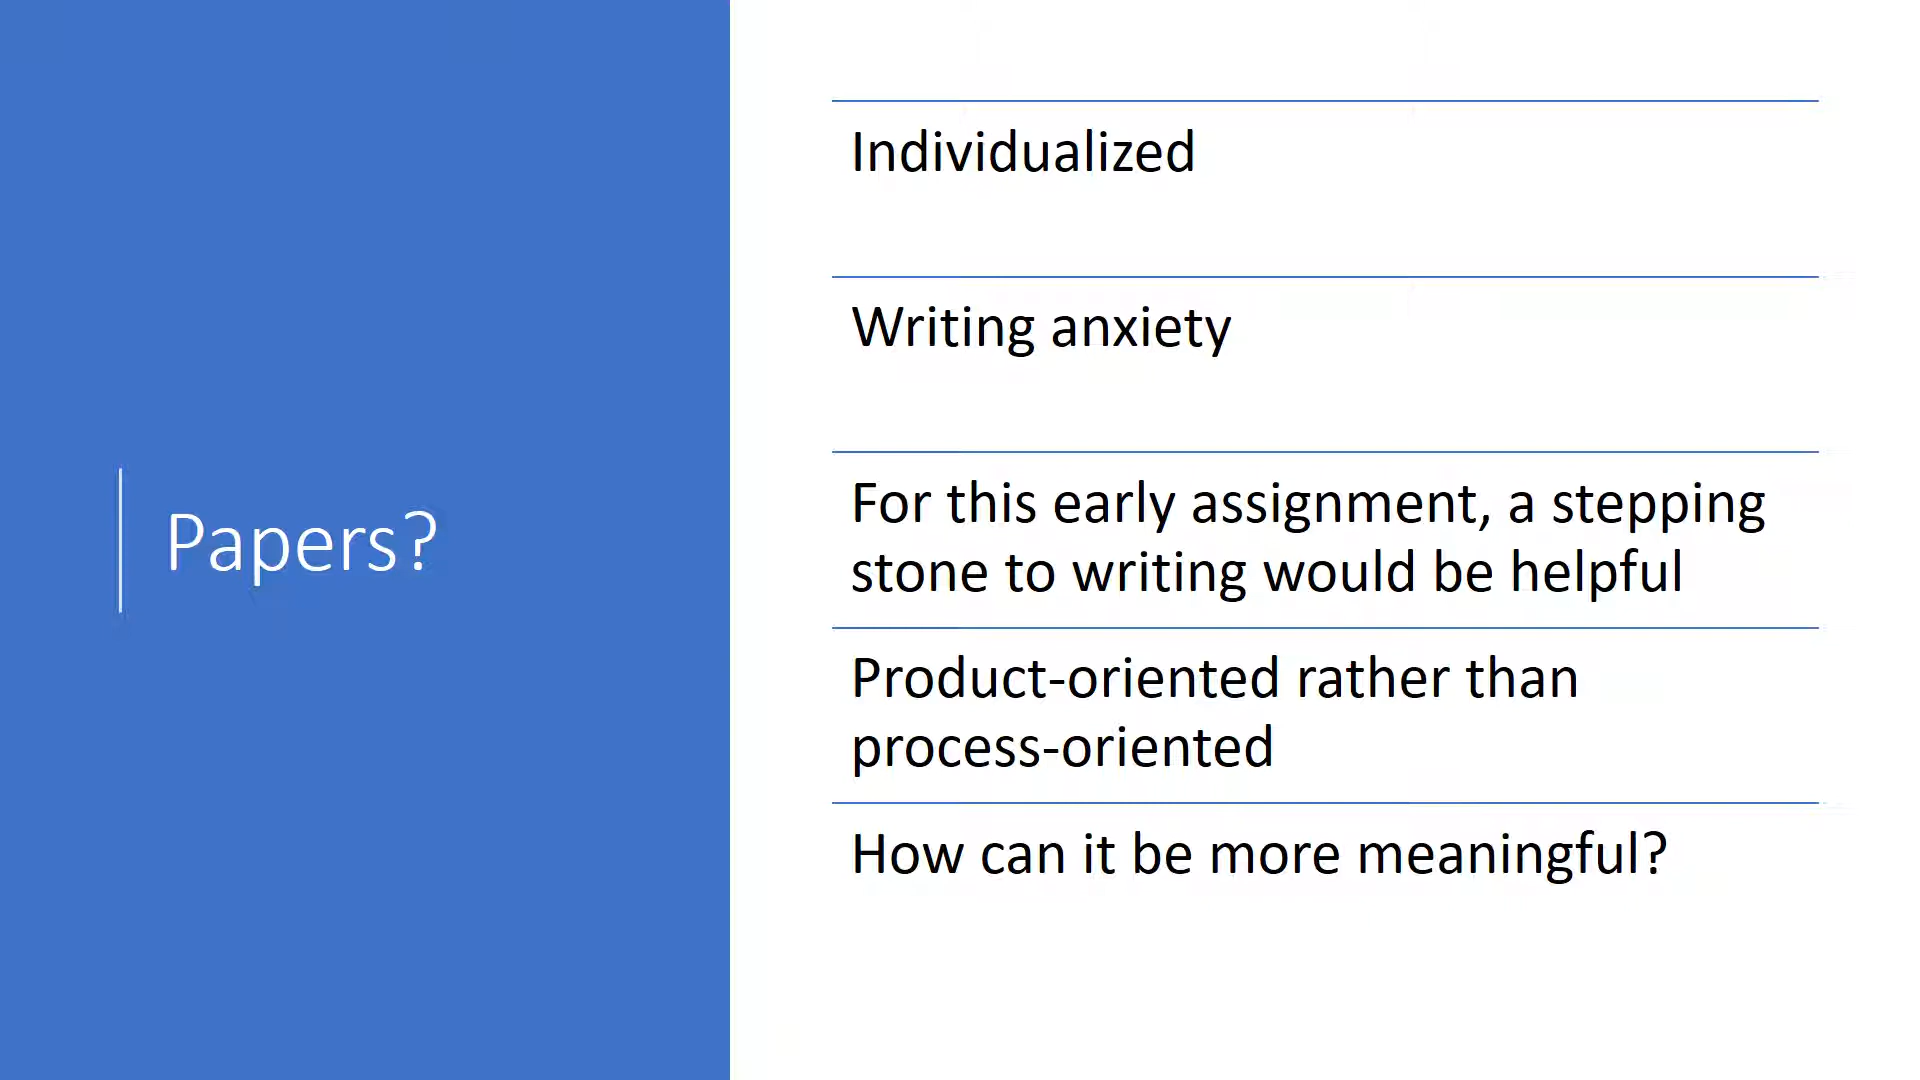 Papers?
Individualized
Writing anxiety
For this early assignment, a stepping
stone to writing would be helpful
Product-oriented rather than
process-oriented
How can it be more meaningful?